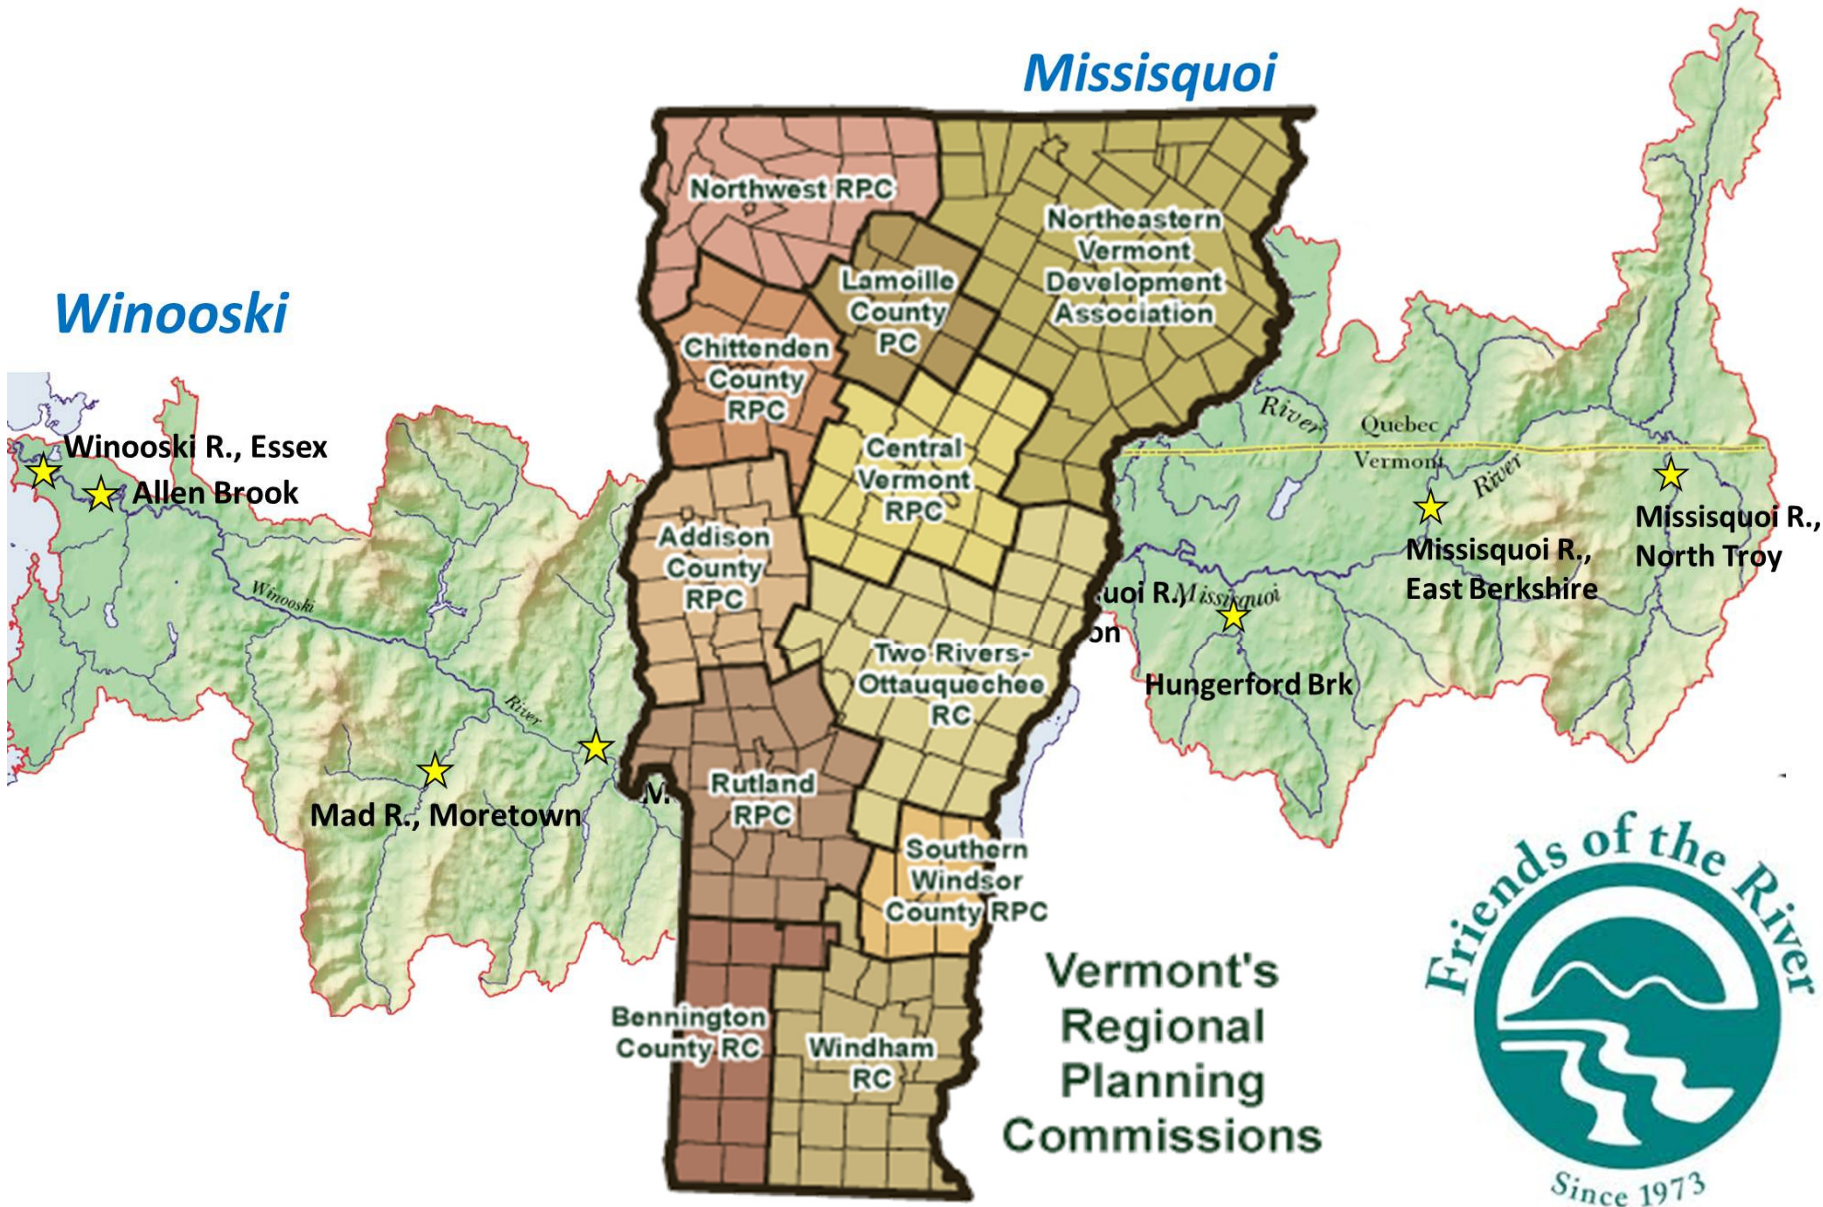 Missisquoi
Winooski
Northwest RPC
Northeastern
Vermont
Development
Association
Lamoille
County
PC
Chittenden
County
RPC
Central
Vermont
RPC
Addison
County
RPC
Two Rivers-
Ottauquechee
RC
Rutland
RPC
Southern
Windsor
County RPC
Bennington
County RC
Windham
RC
Vermont's
Regional
Planning
Commissions
Winooski R., Essex
Allen Brook
Winooski
River
Mad R., Moretown
M.
River
Quebec
Vermont
River
Missisquoi R.,
North Troy
Missisquoi R.,
East Berkshire
uoi R.,
on
Missisquoi
Hungerford Brk
Friends of the River
Since 1973